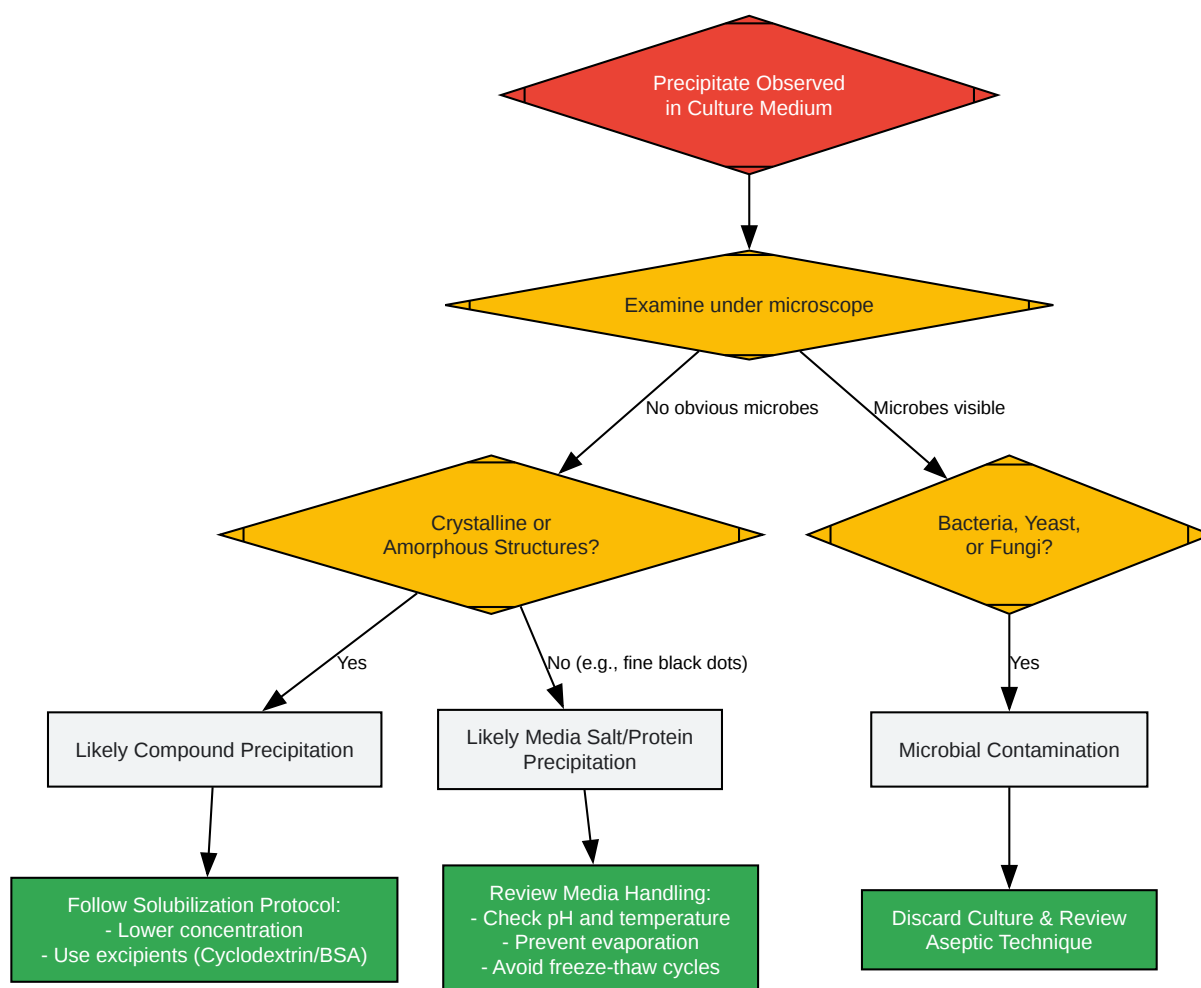 Precipitate Observed
in Culture Medium
Examine under microscope
No obvious microbes
Microbes visible
Crystalline or
Amorphous Structures?
Bacteria, Yeast,
or Fungi?
Yes
No (e.g., fine black dots)
Yes
Likely Compound Precipitation
Likely Media Salt/Protein
Precipitation
Microbial Contamination
Follow Solubilization Protocol:
- Lower concentration
- Use excipients (Cyclodextrin/BSA)
Review Media Handling:
- Check pH and temperature
- Prevent evaporation
- Avoid freeze-thaw cycles
Discard Culture & Review
Aseptic Technique